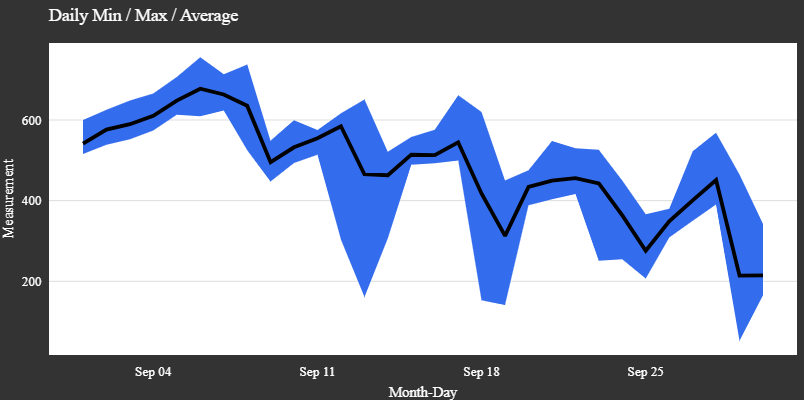 Daily Min / Max / Average
600
400
200
Measurement
Sep 04
Sep 11
Sep 18
Sep 25
Month-Day